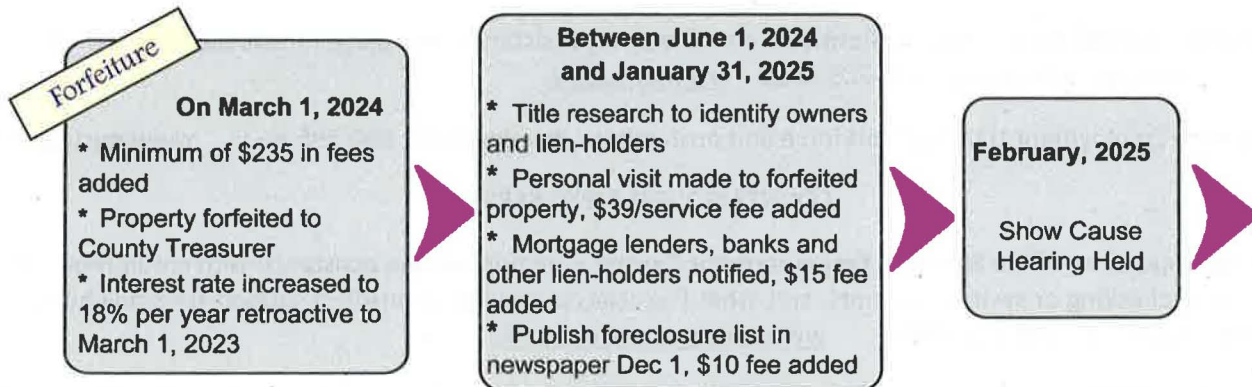 Forfeiture
On March 1, 2024
* Minimum of $235 in fees
added
* Property forfeited to
County Treasurer
* Interest rate increased to
18% per year retroactive to
March 1, 2023
Between June 1, 2024
and January 31, 2025
* Title research to identify owners
and lien-holders
* Personal visit made to forfeited
property, $39/service fee added
* Mortgage lenders, banks and
other lien-holders notified, $15 fee
added
* Publish foreclosure list in
newspaper Dec 1, $10 fee added
February, 2025
Show Cause
Hearing Held